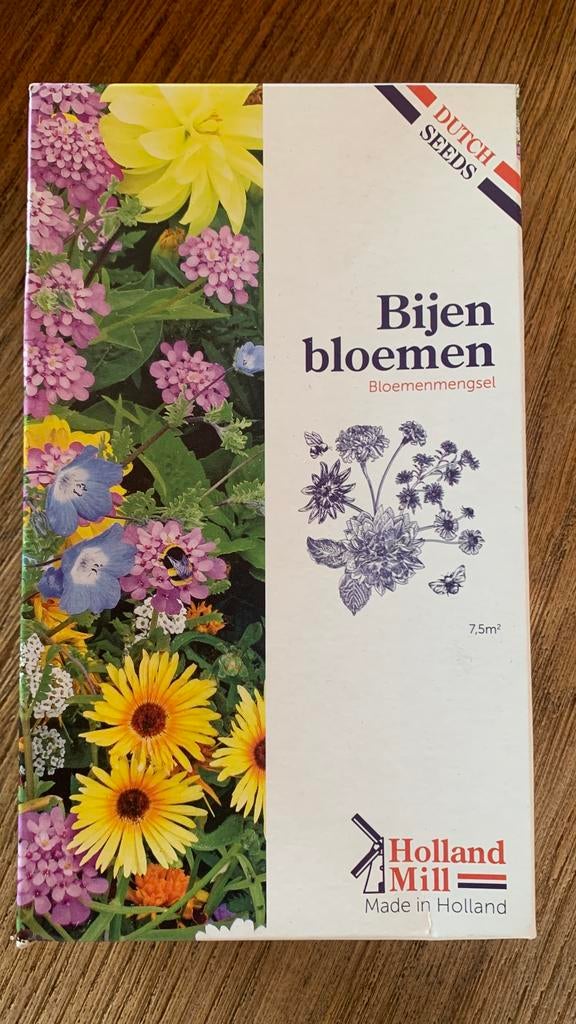 DUTCH
SEEDS
Bijen
bloemen
Bloemenmengsel
7,5m²
Holland
Mill
Made in Holland